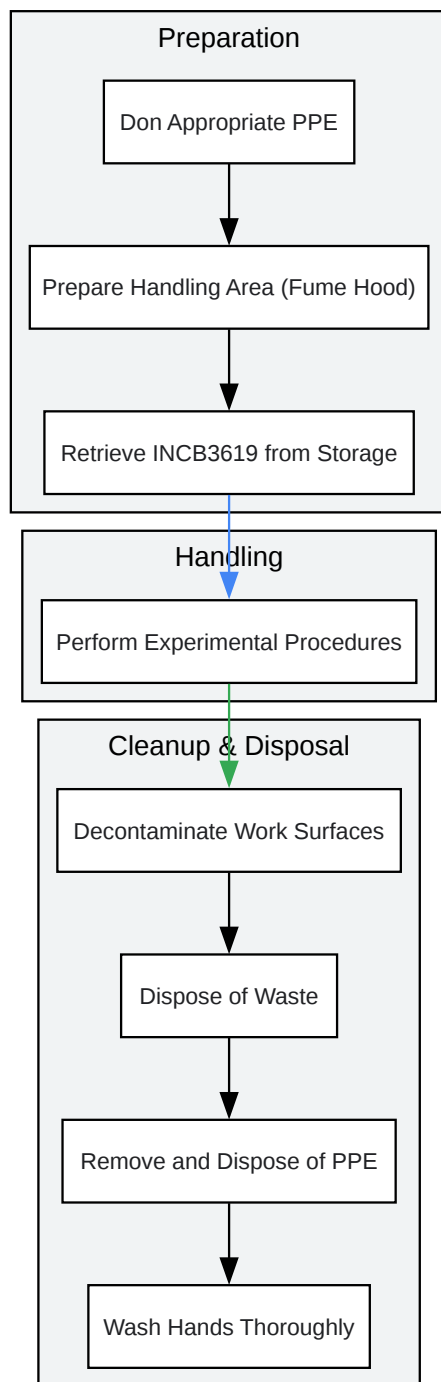 Preparation
Don Appropriate PPE
Prepare Handling Area (Fume Hood)
Retrieve INCB3619 from Storage
Handling
Perform Experimental Procedures
Cleanup & Disposal
Decontaminate Work Surfaces
Dispose of Waste
Remove and Dispose of PPE
Wash Hands Thoroughly